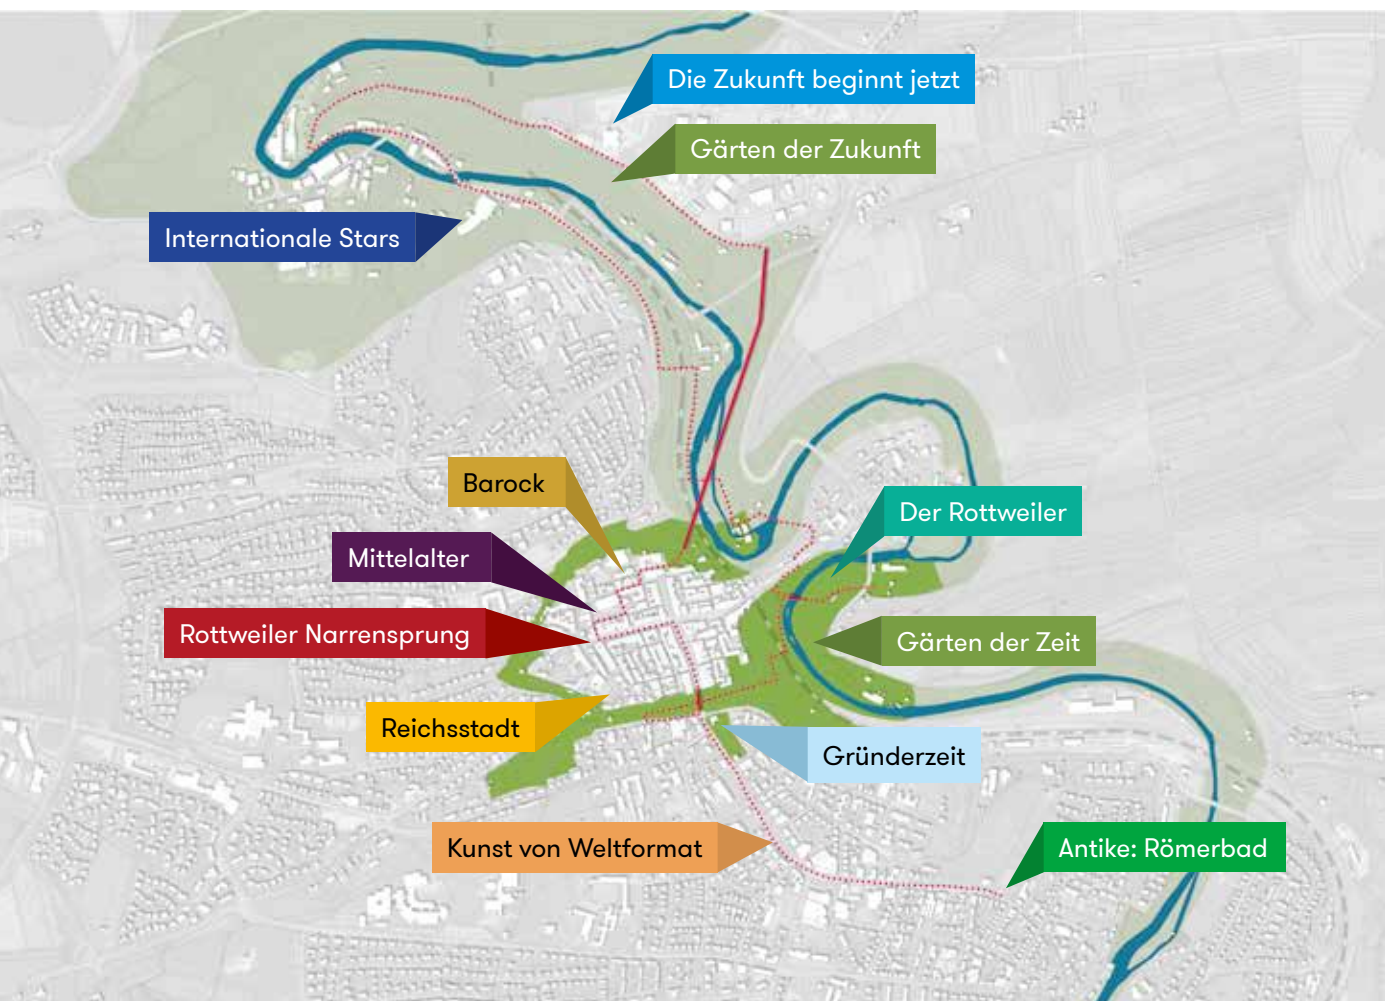 Die Zukunft beginnt jetzt
Gärten der Zukunft
Internationale Stars
Barock
Der Rottweiler
Mittelalter
Rottweiler Narrensprung
Gärten der Zeit
Reichsstadt
Gründerzeit
Kunst von Weltformat
Antike: Römerbad